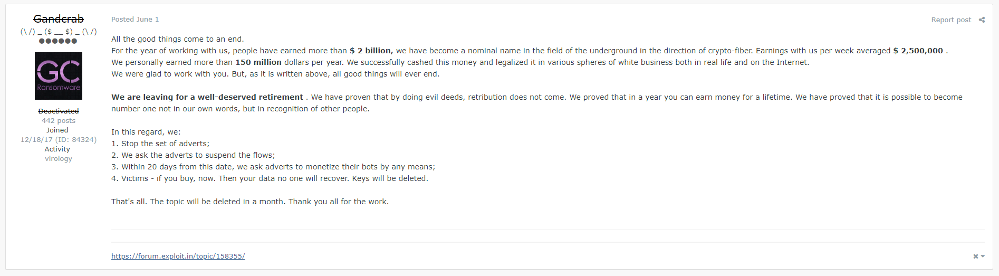 Gandcrab
(\ /) _ ($ __ $) _ (\ /)
GC
Ransomware
Deactivated
442 posts
Joined
12/18/17 (ID: 84324)
Activity
virology
Posted June 1
Report post
All the good things come to an end.
For the year of working with us, people have earned more than $ 2 billion, we have become a nominal name in the field of the underground in the direction of crypto-fiber. Earnings with us per week averaged $ 2,500,000 .
We personally earned more than 150 million dollars per year. We successfully cashed this money and legalized it in various spheres of white business both in real life and on the Internet.
We were glad to work with you. But, as it is written above, all good things will ever end.
We are leaving for a well-deserved retirement . We have proven that by doing evil deeds, retribution does not come. We proved that in a year you can earn money for a lifetime. We have proved that it is possible to become
number one not in our own words, but in recognition of other people.
In this regard, we:
1. Stop the set of adverts;
2. We ask the adverts to suspend the flows;
3. Within 20 days from this date, we ask adverts to monetize their bots by any means;
4. Victims - if you buy, now. Then your data no one will recover. Keys will be deleted.
That's all. The topic will be deleted in a month. Thank you all for the work.
https://forum.exploit.in/topic/158355/